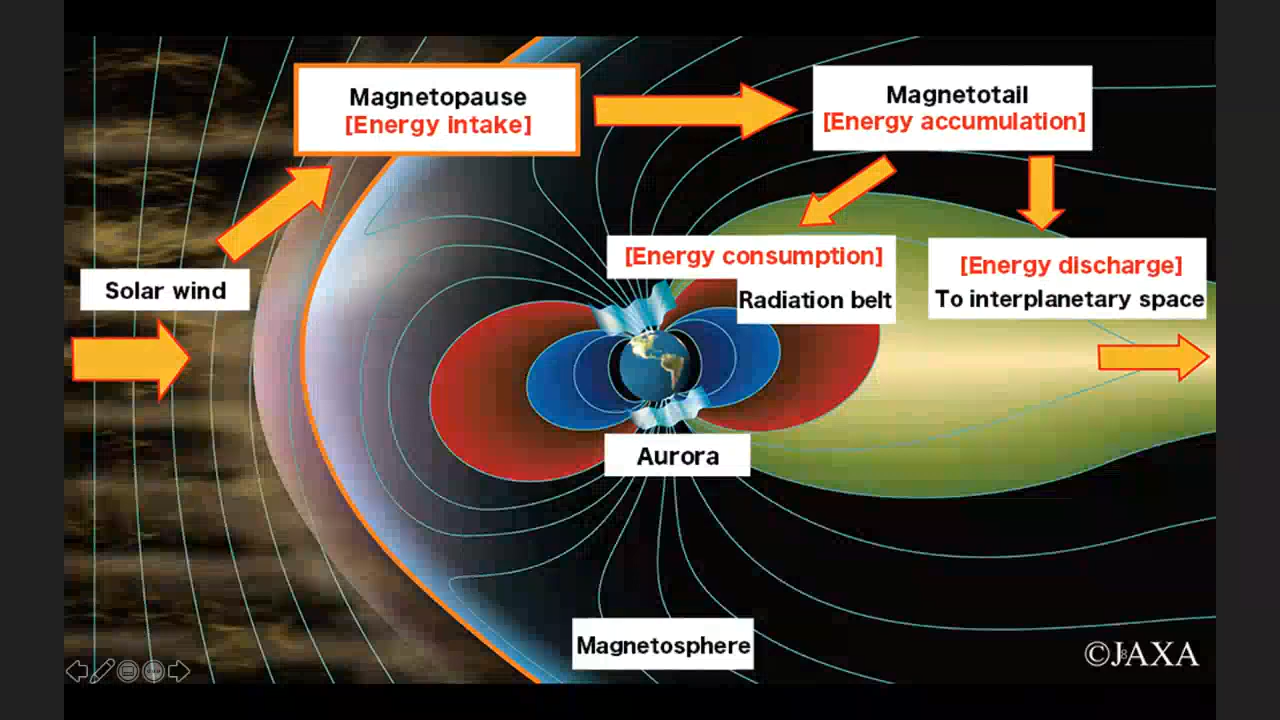 Magnetopause
[Energy intake]
Magnetotail
[Energy accumulation]
Solar wind
[Energy consumption]
Radiation belt
[Energy discharge]
To interplanetary space
Aurora
Magnetosphere
©JAXA